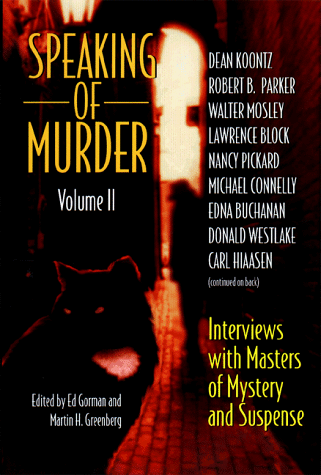 SPEAKING
OF
MURDER
Volume II
DEAN KOONTZ
ROBERT B. PARKER
WALTER MOSLEY
LAWRENCE BLOCK
NANCY PICKARD
MICHAEL CONNELLY
EDNA BUCHANAN
DONALD WESTLAKE
CARL HIAASEN
(continued on back)
Interviews
with Masters
of Mystery
and Suspense
Edited by Ed Gorman and
Martin H. Greenberg